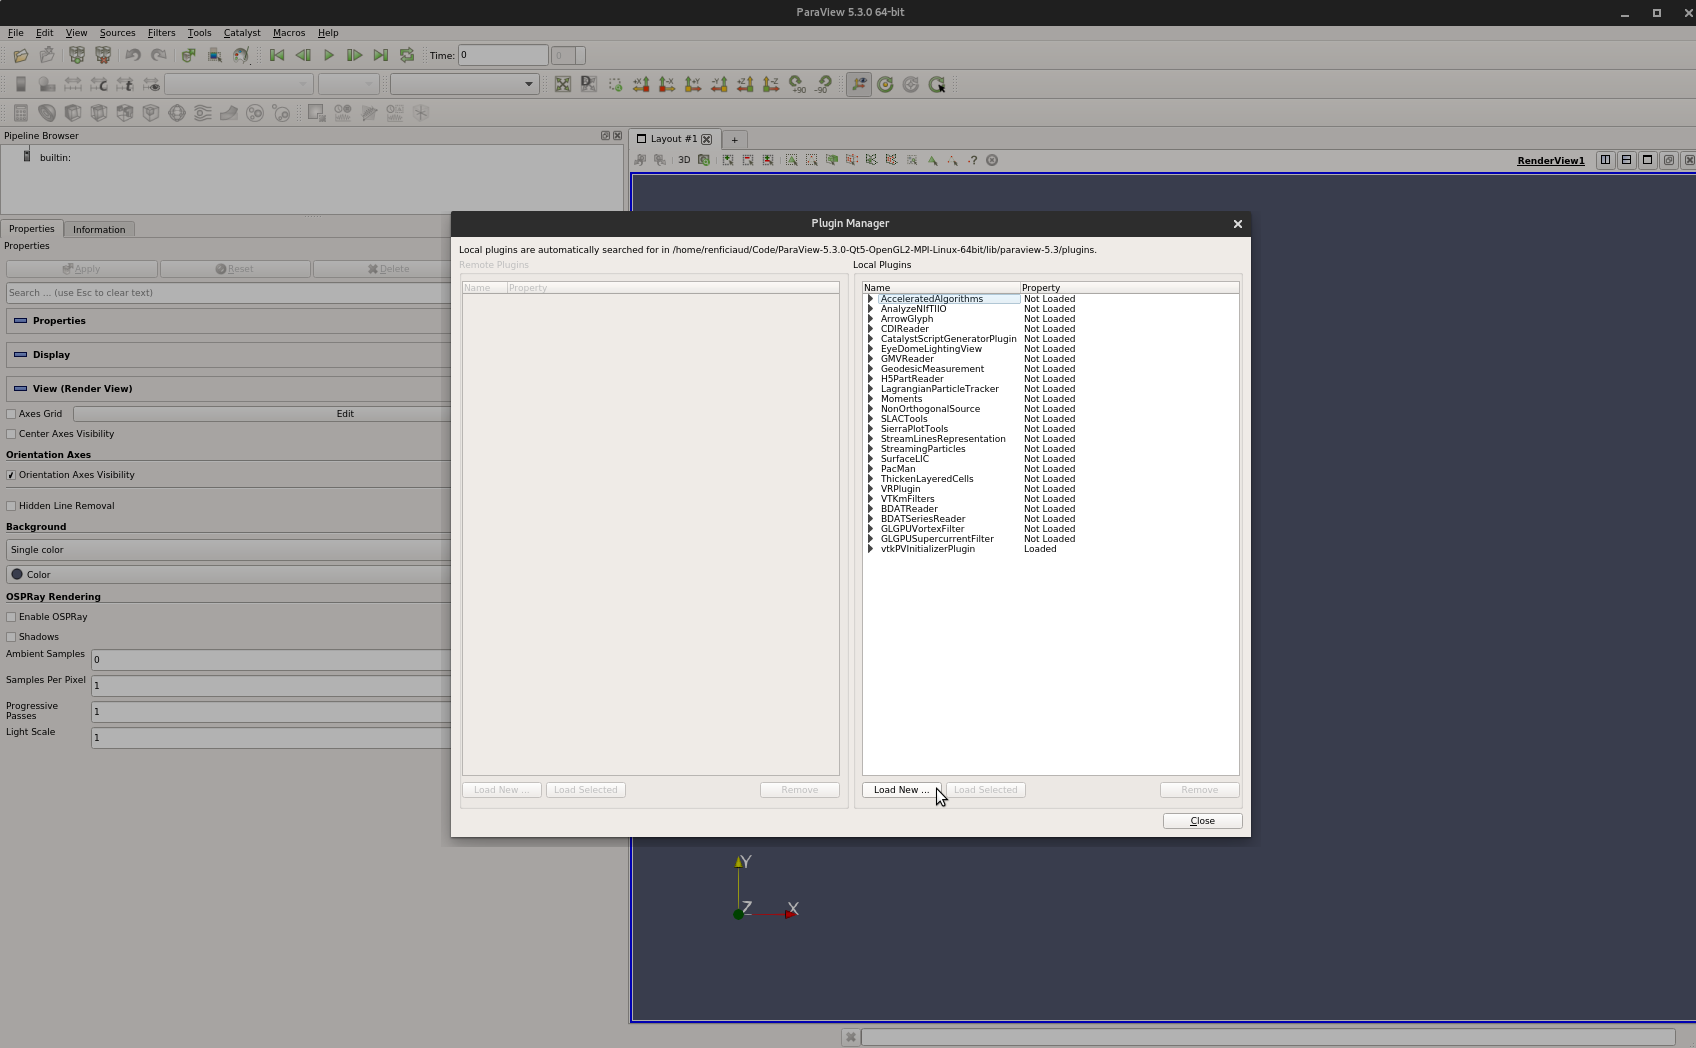 ParaView 5.3.0 64-bit
File Edit View Sources Filters Tools Catalyst Macros Help
Time: 0 0
+X -X +Y -Y +Z -Z +90 -90
Pipeline Browser
builtin:
Layout #1 +
3D ? RenderView1
Properties Information
Properties
Apply Reset Delete
Search ... (use Esc to clear text)
Properties
Display
View (Render View)
Axes Grid Edit
Center Axes Visibility
Orientation Axes
Orientation Axes Visibility
Hidden Line Removal
Background
Single color
Color
OSPRay Rendering
Enable OSPRay
Shadows
Ambient Samples 0
Samples Per Pixel 1
Progressive Passes 1
Light Scale 1
Plugin Manager
Local plugins are automatically searched for in /home/renficiaud/Code/ParaView-5.3.0-Qt5-OpenGL2-MPI-Linux-64bit/lib/paraview-5.3/plugins.
Remote Plugins
Name Property
Load New ... Load Selected Remove
Local Plugins
Name Property
AcceleratedAlgorithms Not Loaded
AnalyzeNIfTIIO Not Loaded
ArrowGlyph Not Loaded
CDIReader Not Loaded
CatalystScriptGeneratorPlugin Not Loaded
EyeDomeLightingView Not Loaded
GMVReader Not Loaded
GeodesicMeasurement Not Loaded
H5PartReader Not Loaded
LagrangianParticleTracker Not Loaded
Moments Not Loaded
NonOrthogonalSource Not Loaded
SLACTools Not Loaded
SierraPlotTools Not Loaded
StreamLinesRepresentation Not Loaded
StreamingParticles Not Loaded
SurfaceLIC Not Loaded
PacMan Not Loaded
ThickenLayeredCells Not Loaded
VRPlugin Not Loaded
VTKmFilters Not Loaded
BDATReader Not Loaded
BDATSeriesReader Not Loaded
GLGPUVortexFilter Not Loaded
GLGPUSupercurrentFilter Not Loaded
vtkPVInitializerPlugin Loaded
Load New ... Load Selected Remove
Close
Y
Z X